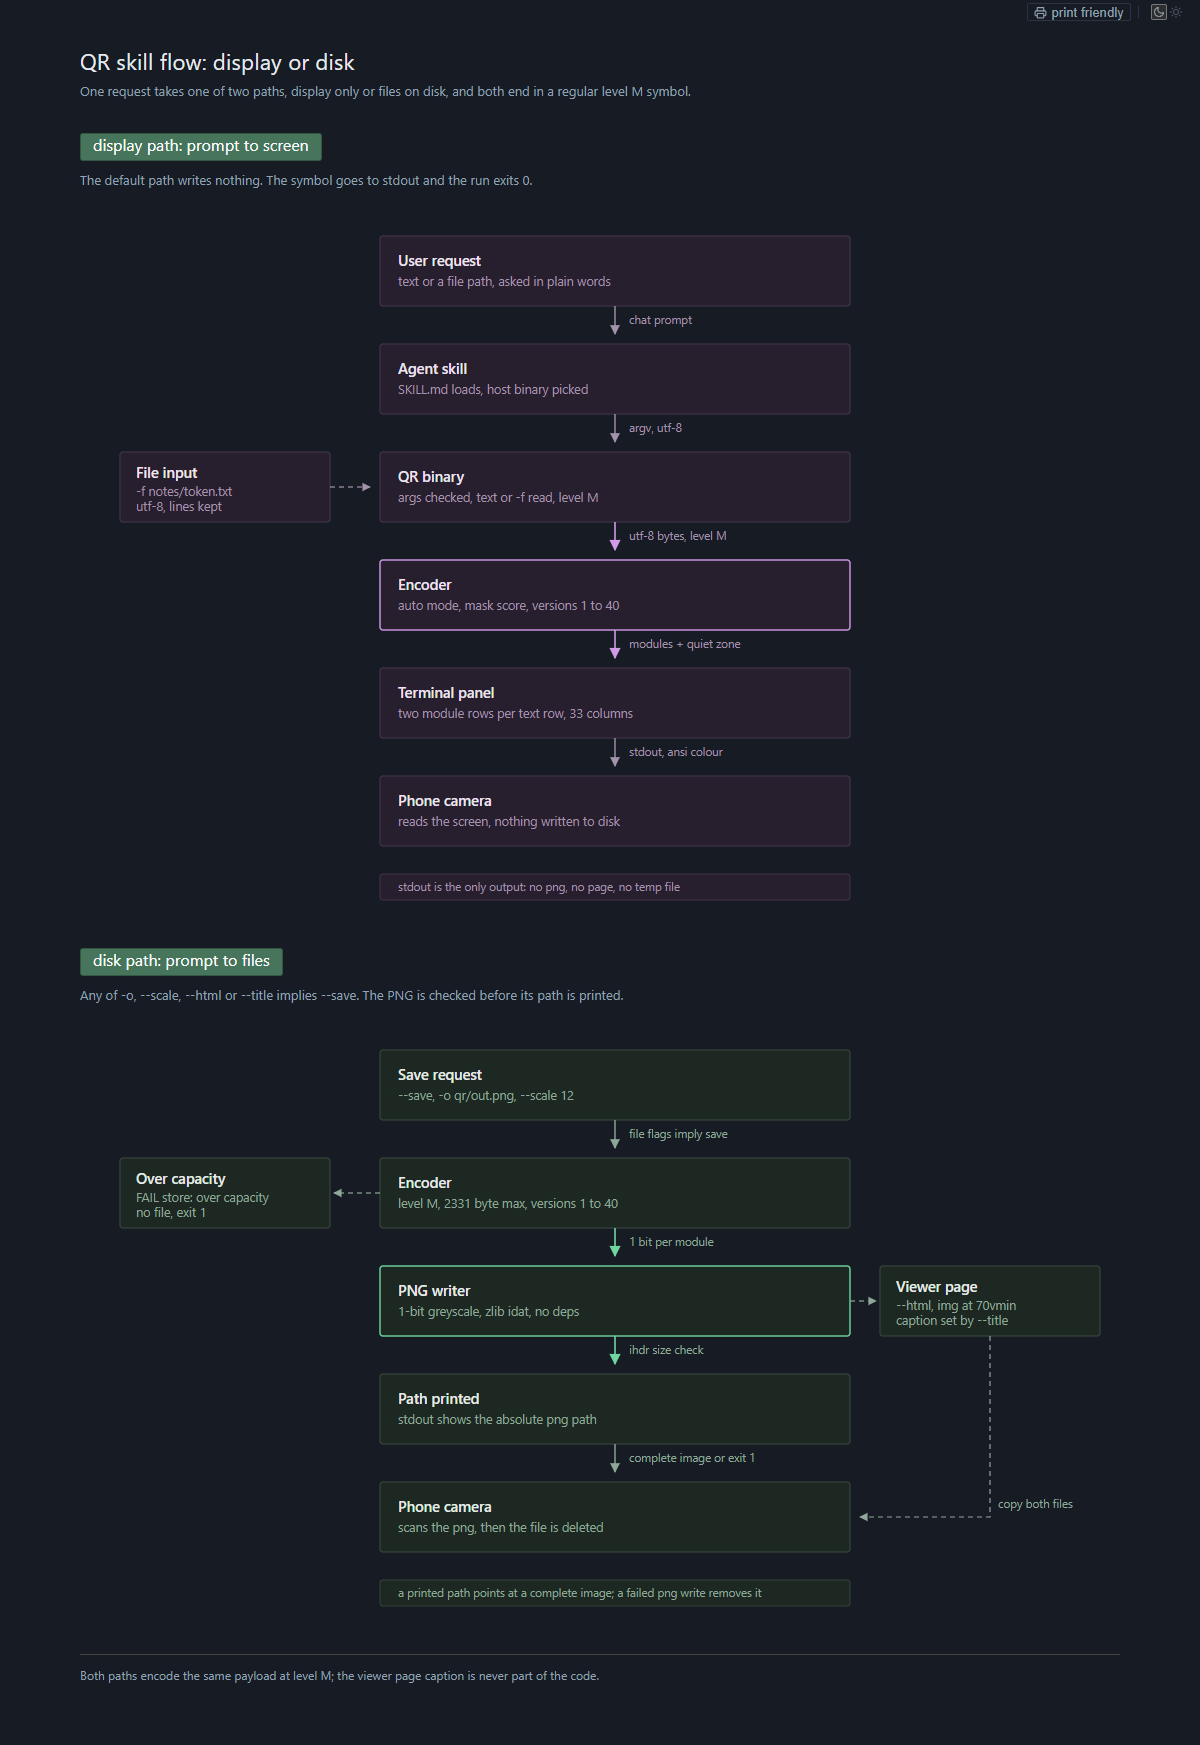 print friendly
QR skill flow: display or disk
One request takes one of two paths, display only or files on disk, and both end in a regular level M symbol.
display path: prompt to screen
The default path writes nothing. The symbol goes to stdout and the run exits 0.
User request
text or a file path, asked in plain words
chat prompt
Agent skill
SKILL.md loads, host binary picked
argv, utf-8
File input
-f notes/token.txt
utf-8, lines kept
QR binary
args checked, text or -f read, level M
utf-8 bytes, level M
Encoder
auto mode, mask score, versions 1 to 40
modules + quiet zone
Terminal panel
two module rows per text row, 33 columns
stdout, ansi colour
Phone camera
reads the screen, nothing written to disk
stdout is the only output: no png, no page, no temp file
disk path: prompt to files
Any of -o, --scale, --html or --title implies --save. The PNG is checked before its path is printed.
Save request
--save, -o qr/out.png, --scale 12
file flags imply save
Over capacity
FAIL store: over capacity
no file, exit 1
Encoder
level M, 2331 byte max, versions 1 to 40
1 bit per module
PNG writer
1-bit greyscale, zlib idat, no deps
Viewer page
--html, img at 70vmin
caption set by --title
ihdr size check
Path printed
stdout shows the absolute png path
complete image or exit 1
Phone camera
scans the png, then the file is deleted
copy both files
a printed path points at a complete image; a failed png write removes it
Both paths encode the same payload at level M; the viewer page caption is never part of the code.